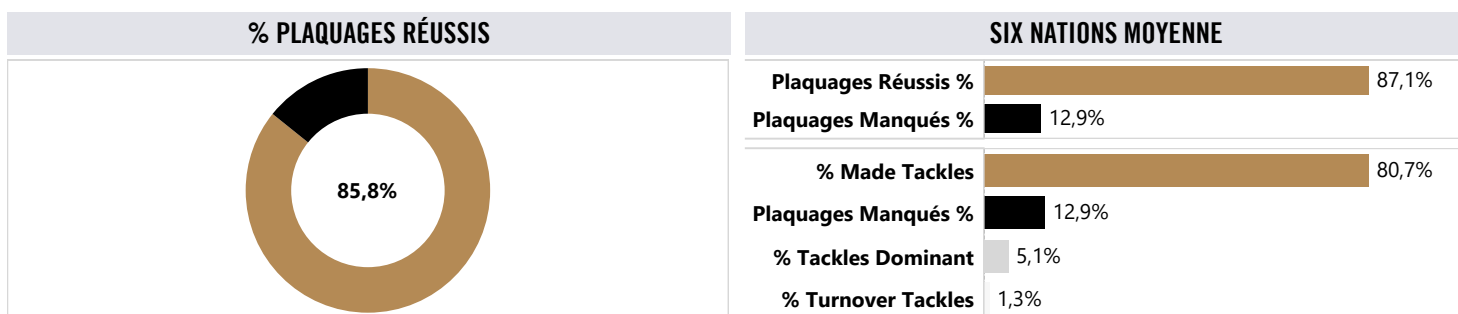 % PLAQUAGES RÉUSSIS
85,8%
SIX NATIONS MOYENNE
Plaquages Réussis % 87,1%
Plaquages Manqués % 12,9%
% Made Tackles 80,7%
Plaquages Manqués % 12,9%
% Tackles Dominant 5,1%
% Turnover Tackles 1,3%